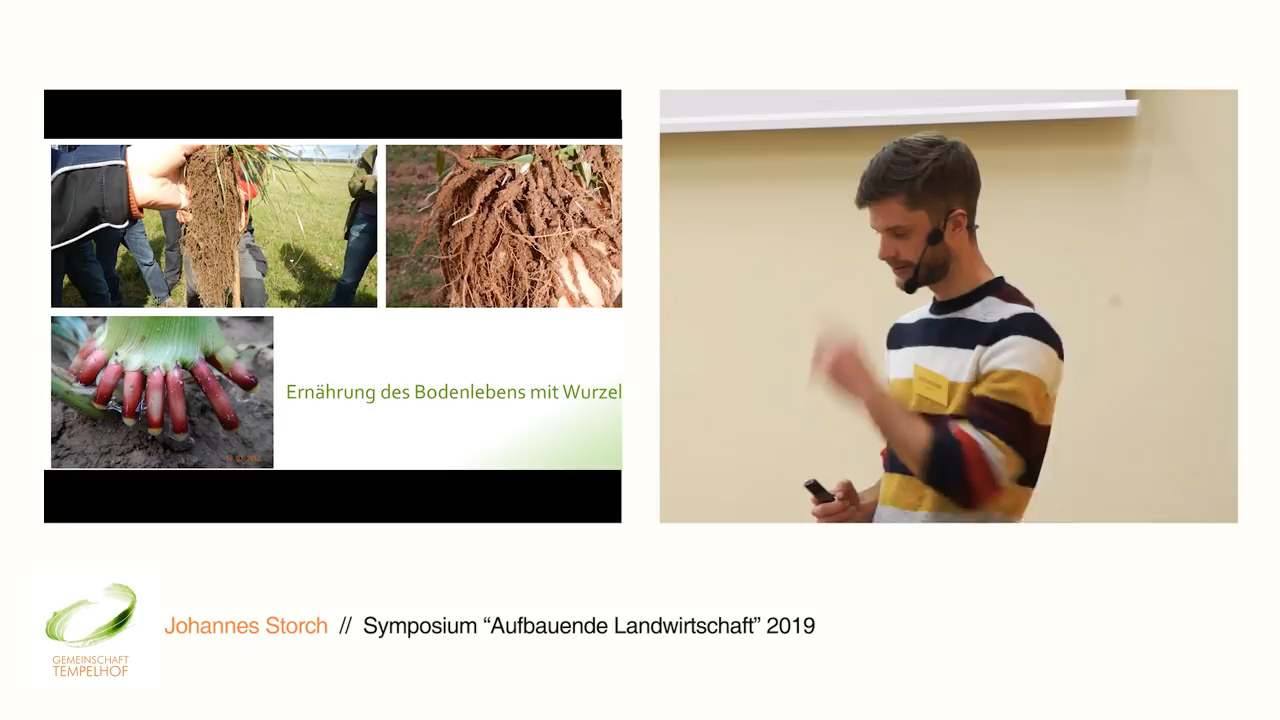 Ernährung des Bodenlebens mit Wurzel
Johannes Storch // Symposium “Aufbauende Landwirtschaft” 2019
GEMEINSCHAFT
TEMPELHOF